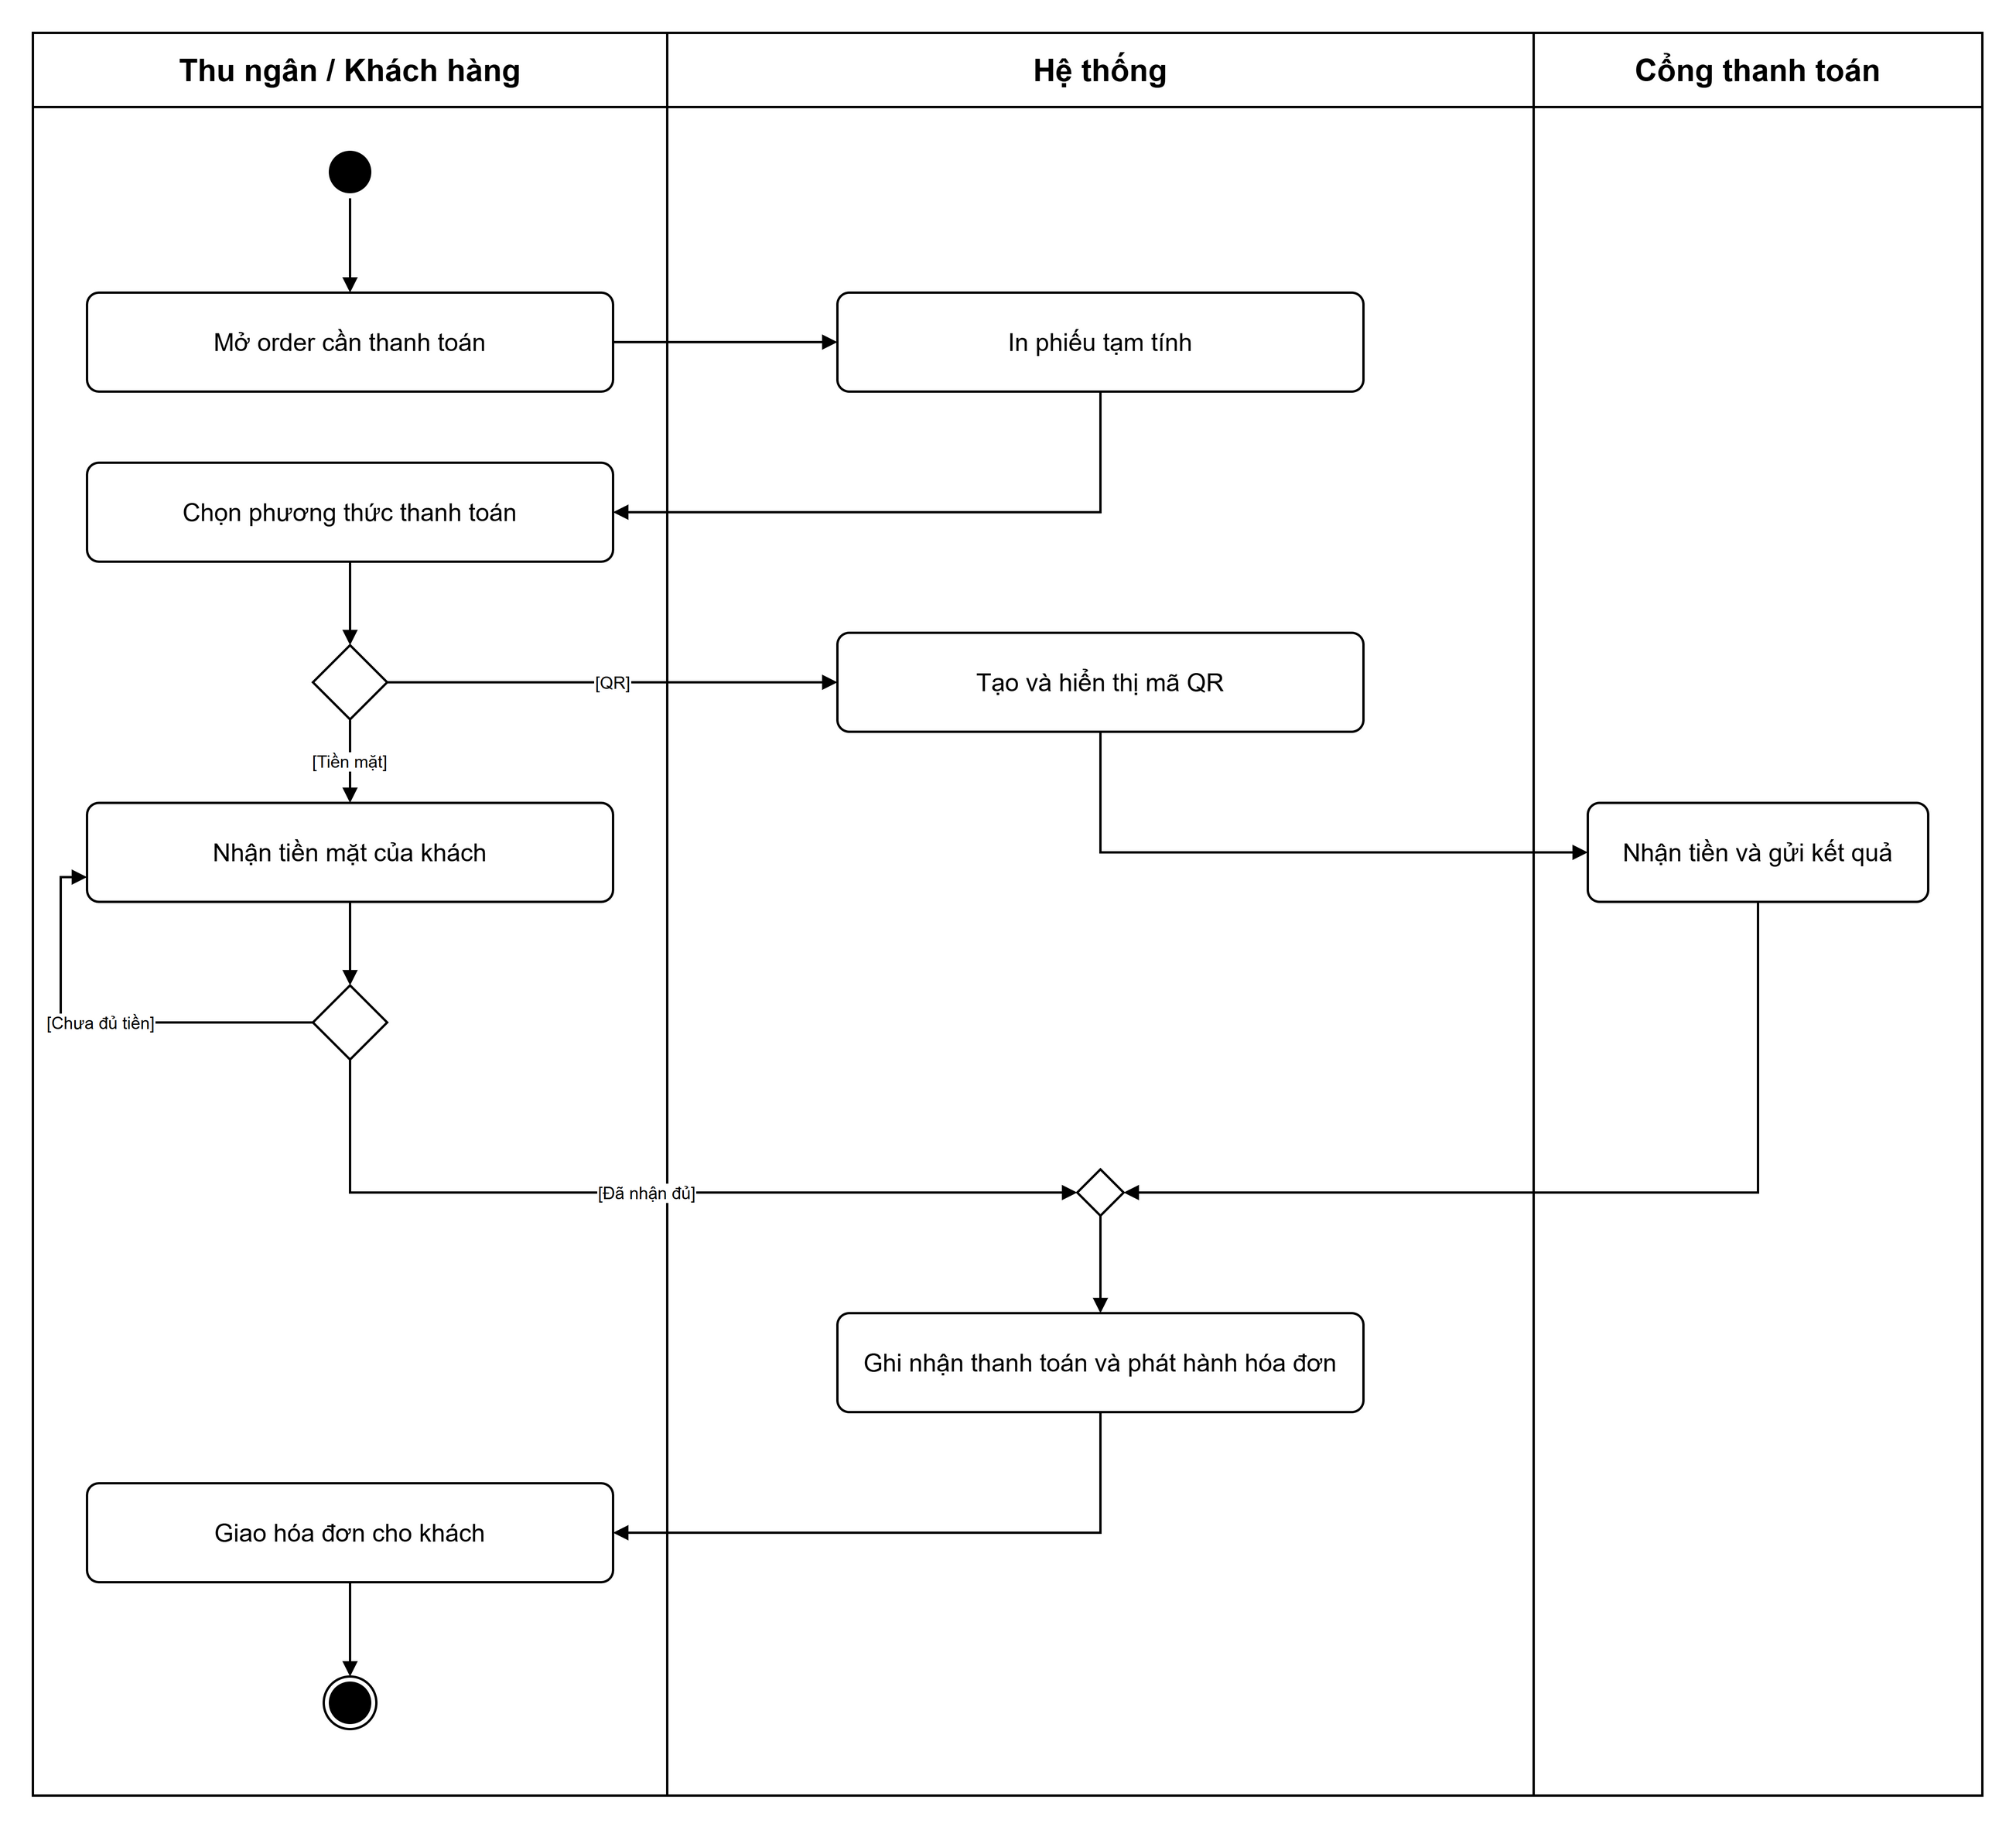 Thu ngân / Khách hàng
Hệ thống
Cổng thanh toán
Mở order cần thanh toán
In phiếu tạm tính
Chọn phương thức thanh toán
[QR]
Tạo và hiển thị mã QR
[Tiền mặt]
Nhận tiền mặt của khách
Nhận tiền và gửi kết quả
[Chưa đủ tiền]
[Đã nhận đủ]
Ghi nhận thanh toán và phát hành hóa đơn
Giao hóa đơn cho khách